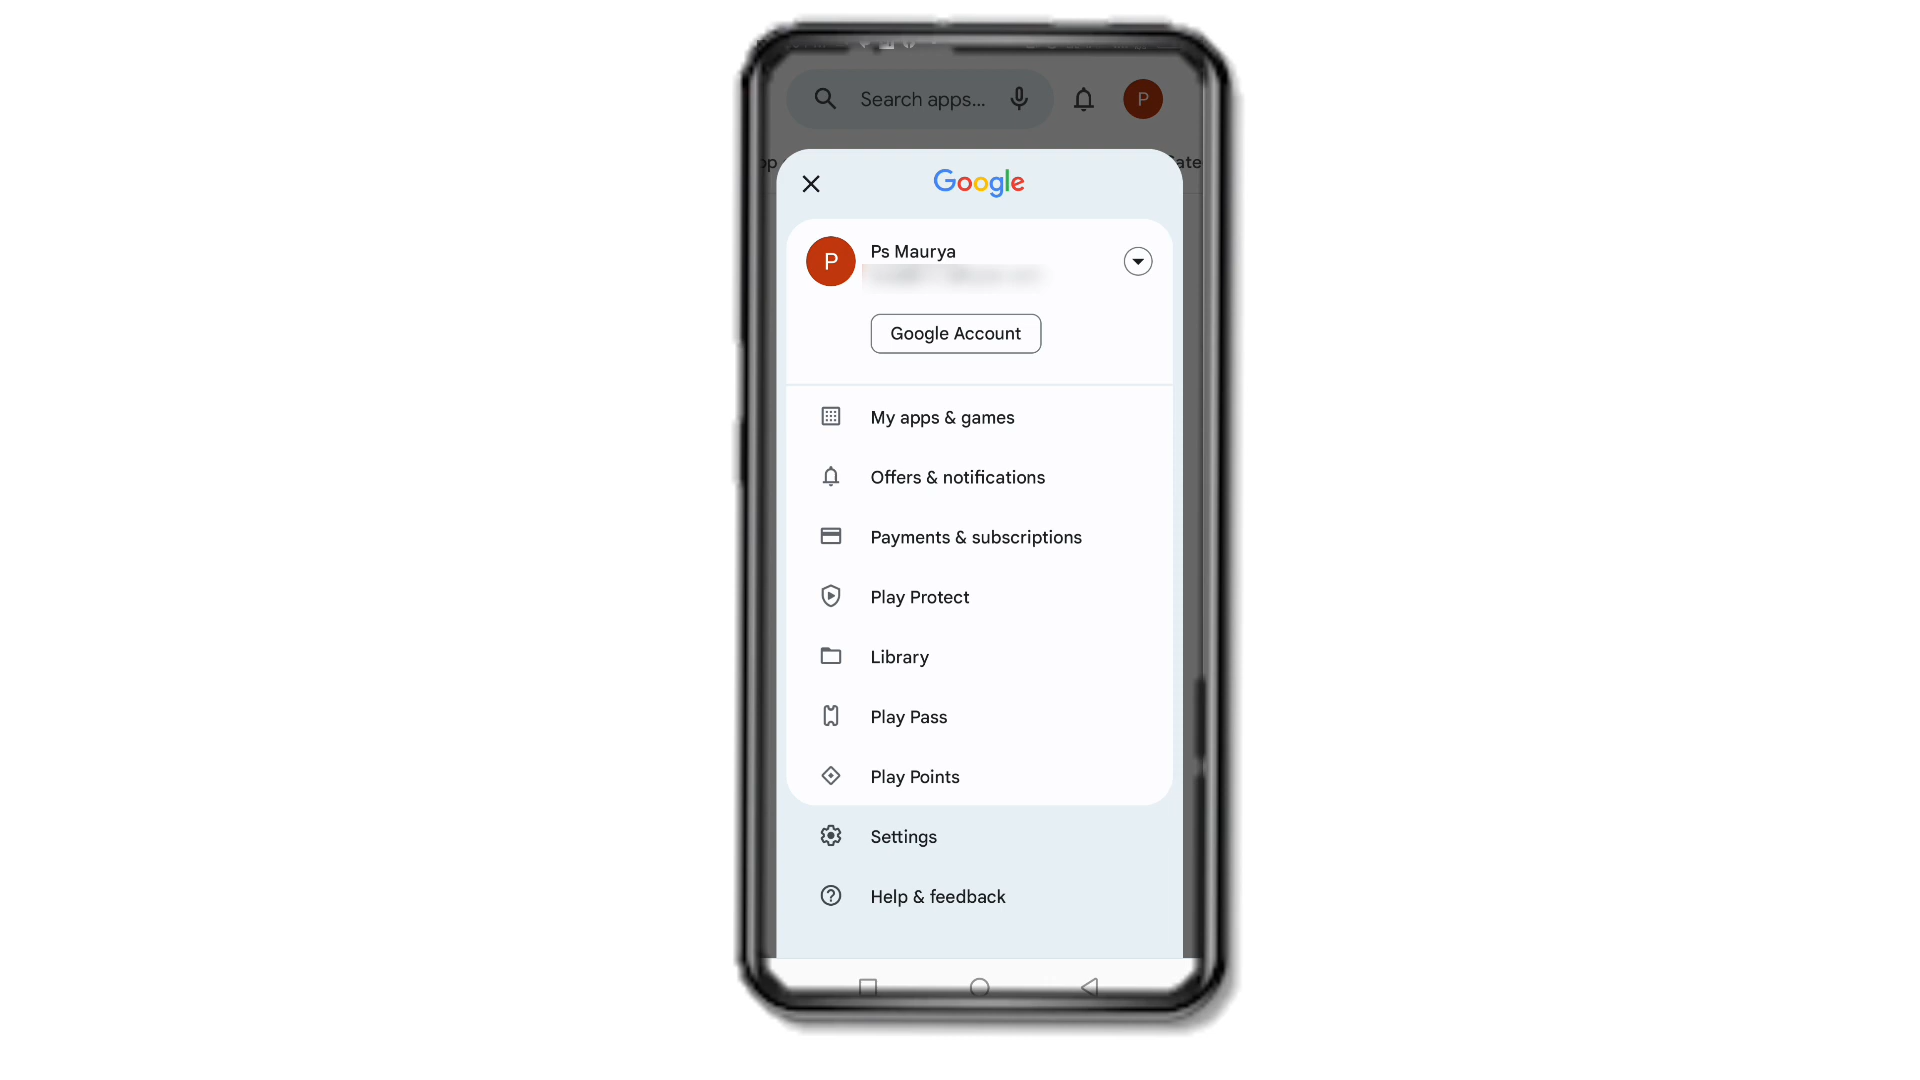 Search apps...
P
Google
P
Ps Maurya
Google Account
My apps & games
Offers & notifications
Payments & subscriptions
Play Protect
Library
Play Pass
Play Points
Settings
Help & feedback